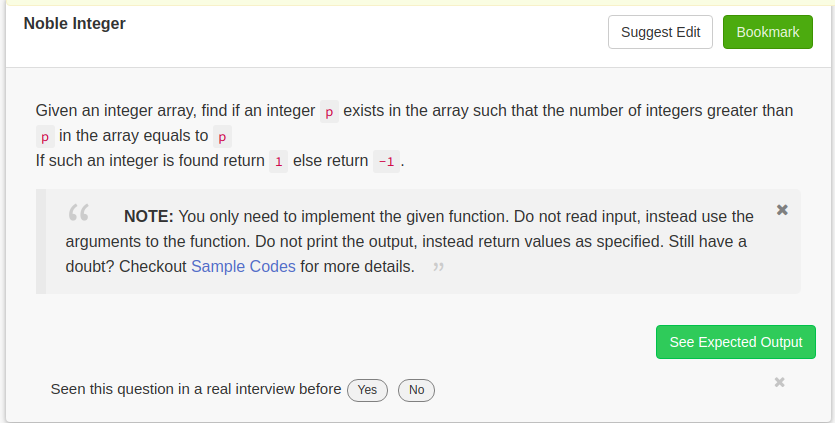 Noble Integer
Suggest Edit
Bookmark
Given an integer array, find if an integer p exists in the array such that the number of integers greater than
p in the array equals to p
If such an integer is found return 1 else return -1 .
“ NOTE: You only need to implement the given function. Do not read input, instead use the
arguments to the function. Do not print the output, instead return values as specified. Still have a
doubt? Checkout Sample Codes for more details. ”
See Expected Output
Seen this question in a real interview before Yes No